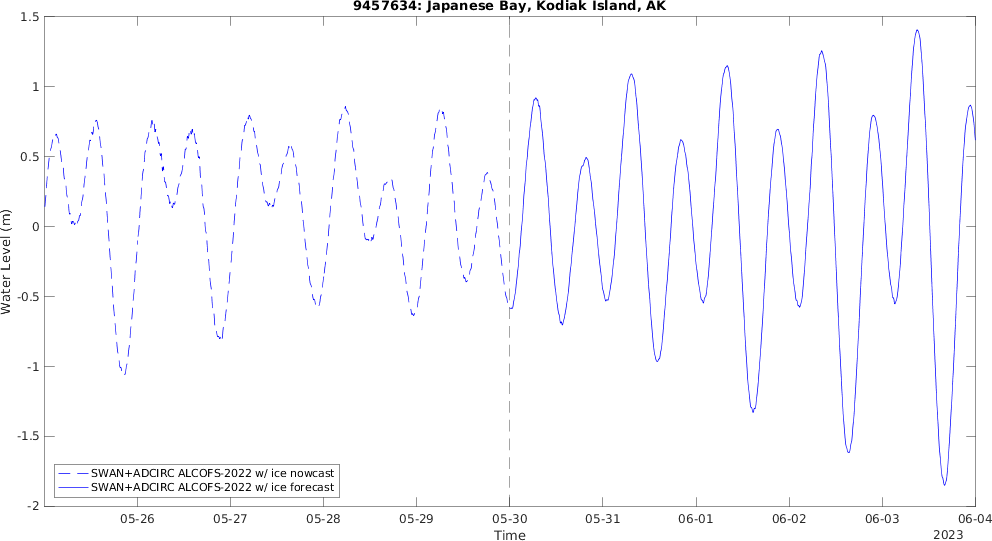 9457634: Japanese Bay, Kodiak Island, AK
1.5
1
0.5
0
-0.5
-1
-1.5
-2
Water Level (m)
SWAN+ADCIRC ALCOFS-2022 w/ ice nowcast
SWAN+ADCIRC ALCOFS-2022 w/ ice forecast
05-26 05-27 05-28 05-29 05-30 05-31 06-01 06-02 06-03 06-04
Time
2023